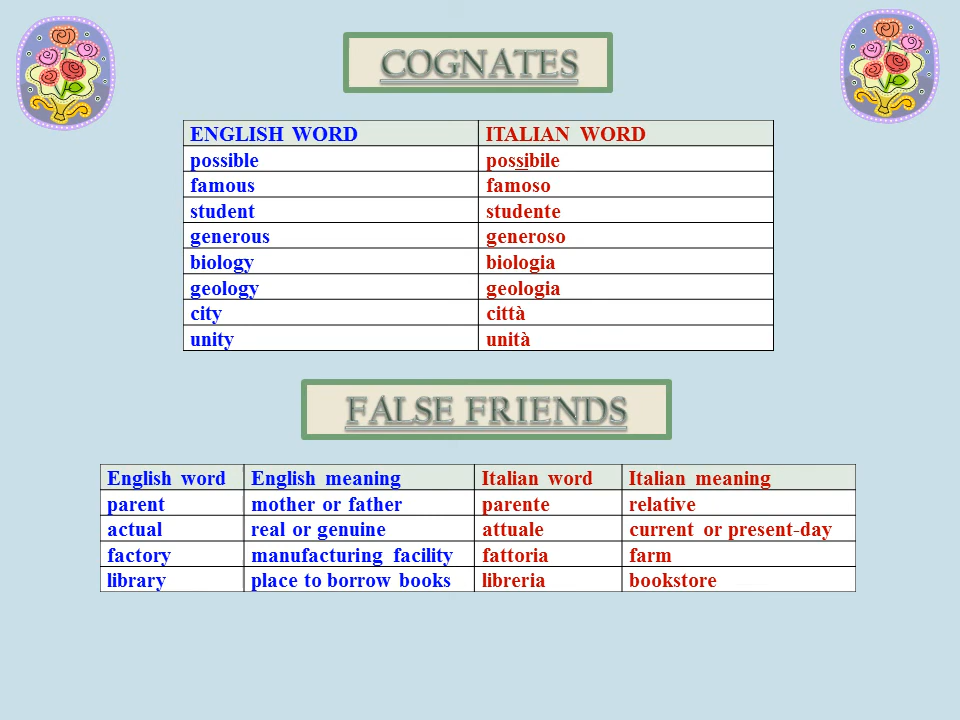 COGNATES
ENGLISH WORD ITALIAN WORD
possible possibile
famous famoso
student studente
generous generoso
biology biologia
geology geologia
city città
unity unità
FALSE FRIENDS
English word English meaning Italian word Italian meaning
parent mother or father parente relative
actual real or genuine attuale current or present-day
factory manufacturing facility fattoria farm
library place to borrow books libreria bookstore